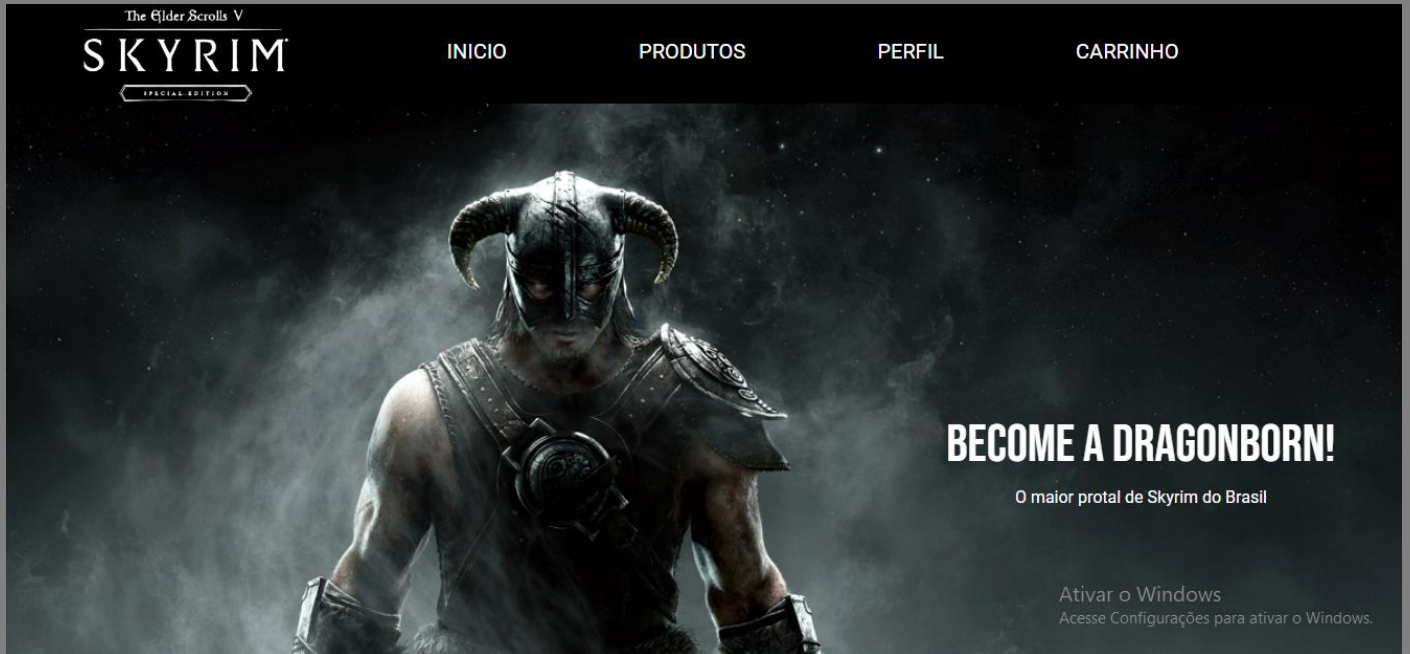 The Elder Scrolls V
SKYRIM
SPECIAL EDITION
INICIO
PRODUTOS
PERFIL
CARRINHO
BECOME A DRAGONBORN!
O maior protal de Skyrim do Brasil
Ativar o Windows
Acesse Configurações para ativar o Windows.